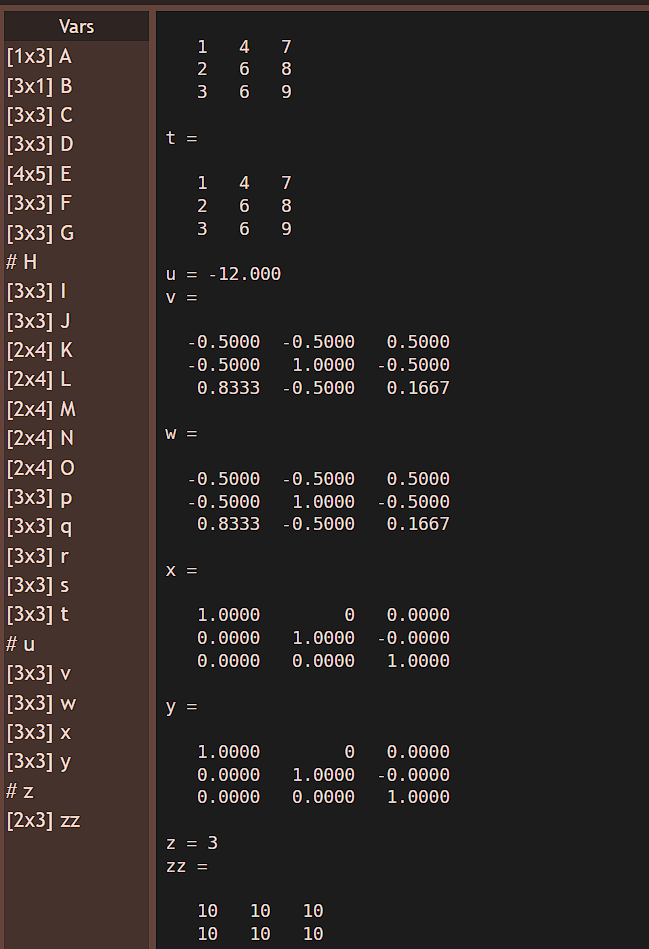 Vars
[1x3] A
[3x1] B
[3x3] C
[3x3] D
[4x5] E
[3x3] F
[3x3] G
# H
[3x3] I
[3x3] J
[2x4] K
[2x4] L
[2x4] M
[2x4] N
[2x4] O
[3x3] p
[3x3] q
[3x3] r
[3x3] s
[3x3] t
# u
[3x3] v
[3x3] w
[3x3] x
[3x3] y
# z
[2x3] zz
1 4 7
2 6 8
3 6 9
t =
1 4 7
2 6 8
3 6 9
u = -12.000
v =
-0.5000 -0.5000 0.5000
-0.5000 1.0000 -0.5000
0.8333 -0.5000 0.1667
w =
-0.5000 -0.5000 0.5000
-0.5000 1.0000 -0.5000
0.8333 -0.5000 0.1667
x =
1.0000 0 0.0000
0.0000 1.0000 -0.0000
0.0000 0.0000 1.0000
y =
1.0000 0 0.0000
0.0000 1.0000 -0.0000
0.0000 0.0000 1.0000
z = 3
zz =
10 10 10
10 10 10